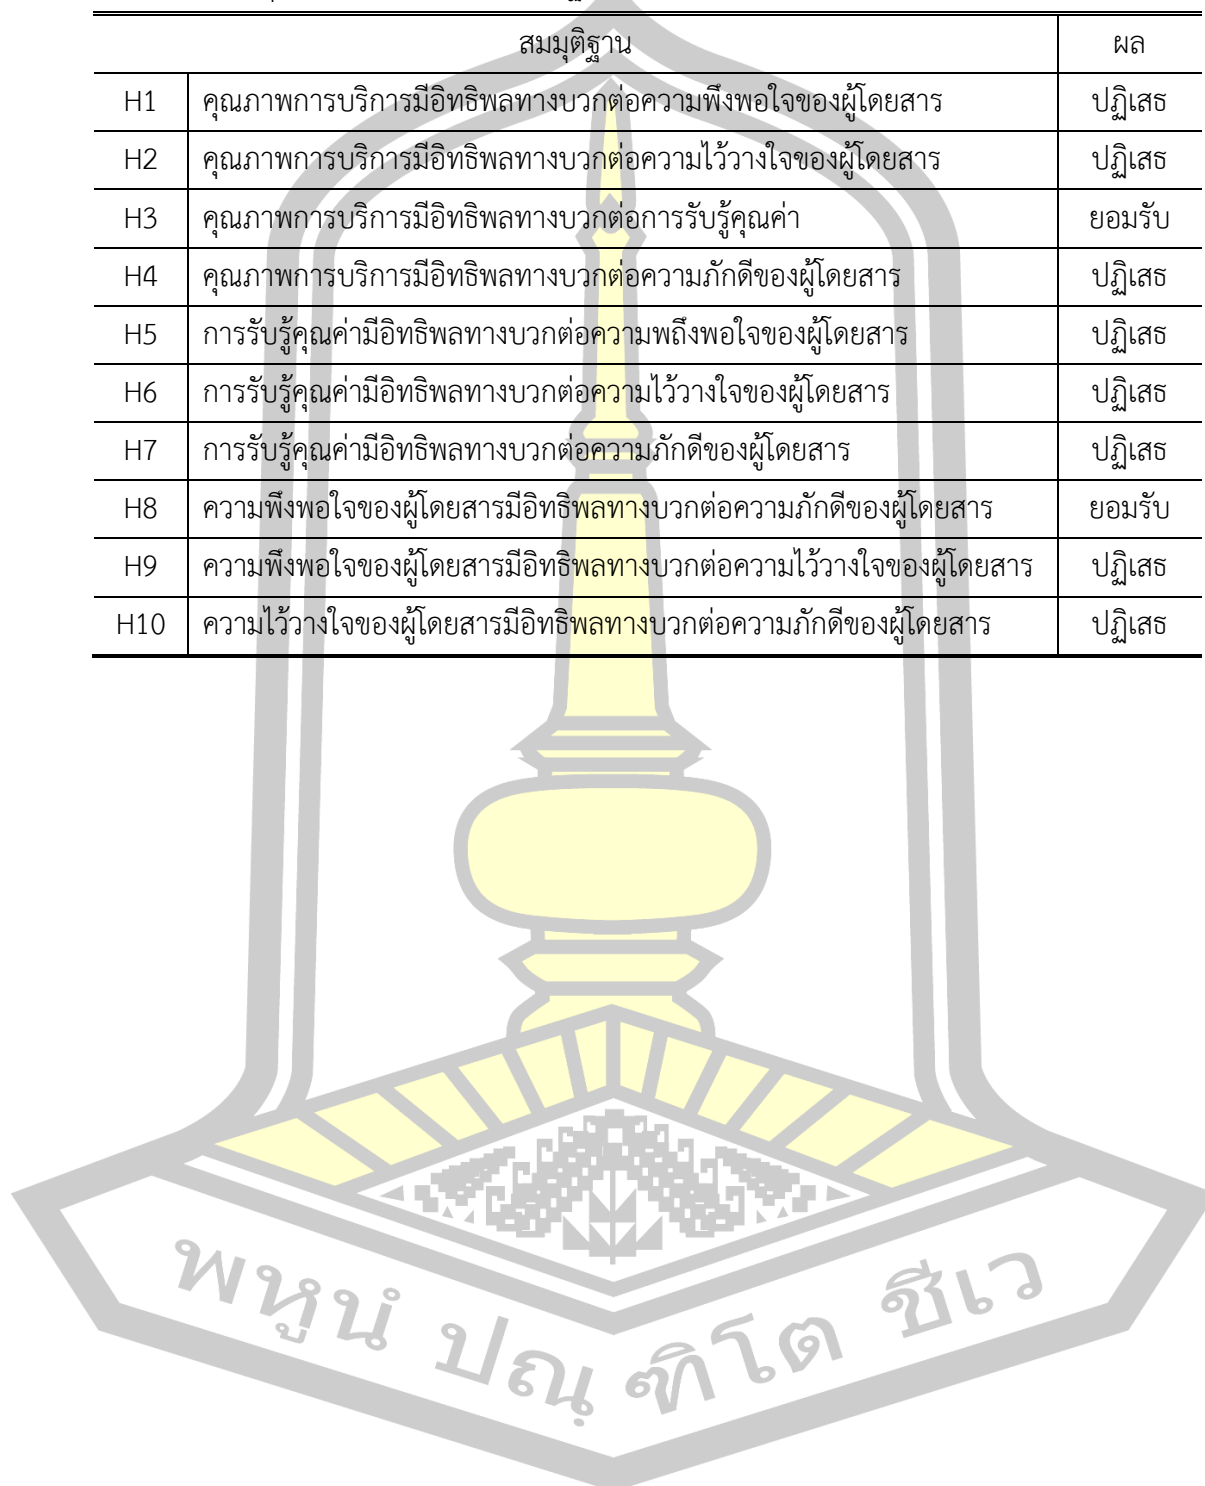 สมมุติฐาน ผล
H1 คุณภาพการบริการมีอิทธิพลทางบวกต่อความพึงพอใจของผู้โดยสาร ปฏิเสธ
H2 คุณภาพการบริการมีอิทธิพลทางบวกต่อความไว้วางใจของผู้โดยสาร ปฏิเสธ
H3 คุณภาพการบริการมีอิทธิพลทางบวกต่อการรับรู้คุณค่า ยอมรับ
H4 คุณภาพการบริการมีอิทธิพลทางบวกต่อความภักดีของผู้โดยสาร ปฏิเสธ
H5 การรับรู้คุณค่ามีอิทธิพลทางบวกต่อความพถึงพอใจของผู้โดยสาร ปฏิเสธ
H6 การรับรู้คุณค่ามีอิทธิพลทางบวกต่อความไว้วางใจของผู้โดยสาร ปฏิเสธ
H7 การรับรู้คุณค่ามีอิทธิพลทางบวกต่อความภักดีของผู้โดยสาร ปฏิเสธ
H8 ความพึงพอใจของผู้โดยสารมีอิทธิพลทางบวกต่อความภักดีของผู้โดยสาร ยอมรับ
H9 ความพึงพอใจของผู้โดยสารมีอิทธิพลทางบวกต่อความไว้วางใจของผู้โดยสาร ปฏิเสธ
H10 ความไว้วางใจของผู้โดยสารมีอิทธิพลทางบวกต่อความภักดีของผู้โดยสาร ปฏิเสธ
พหูนํ ปณฺฑิโต ชีเว